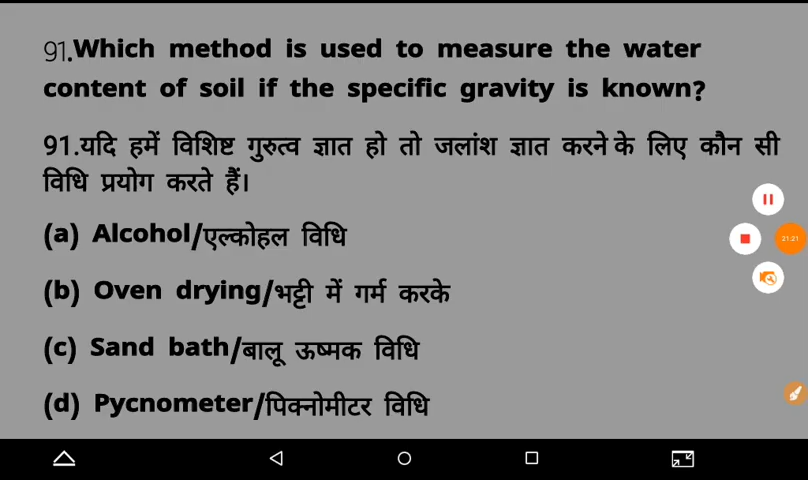 91.Which method is used to measure the water
content of soil if the specific gravity is known?
91.यदि हमें विशिष्ट गुरुत्व ज्ञात हो तो जलांश ज्ञात करने के लिए कौन सी
विधि प्रयोग करते हैं।
(a) Alcohol/एल्कोहल विधि
21:21
(b) Oven drying/भट्टी में गर्म करके
(c) Sand bath/बालू ऊष्मक विधि
(d) Pycnometer/पिक्नोमीटर विधि